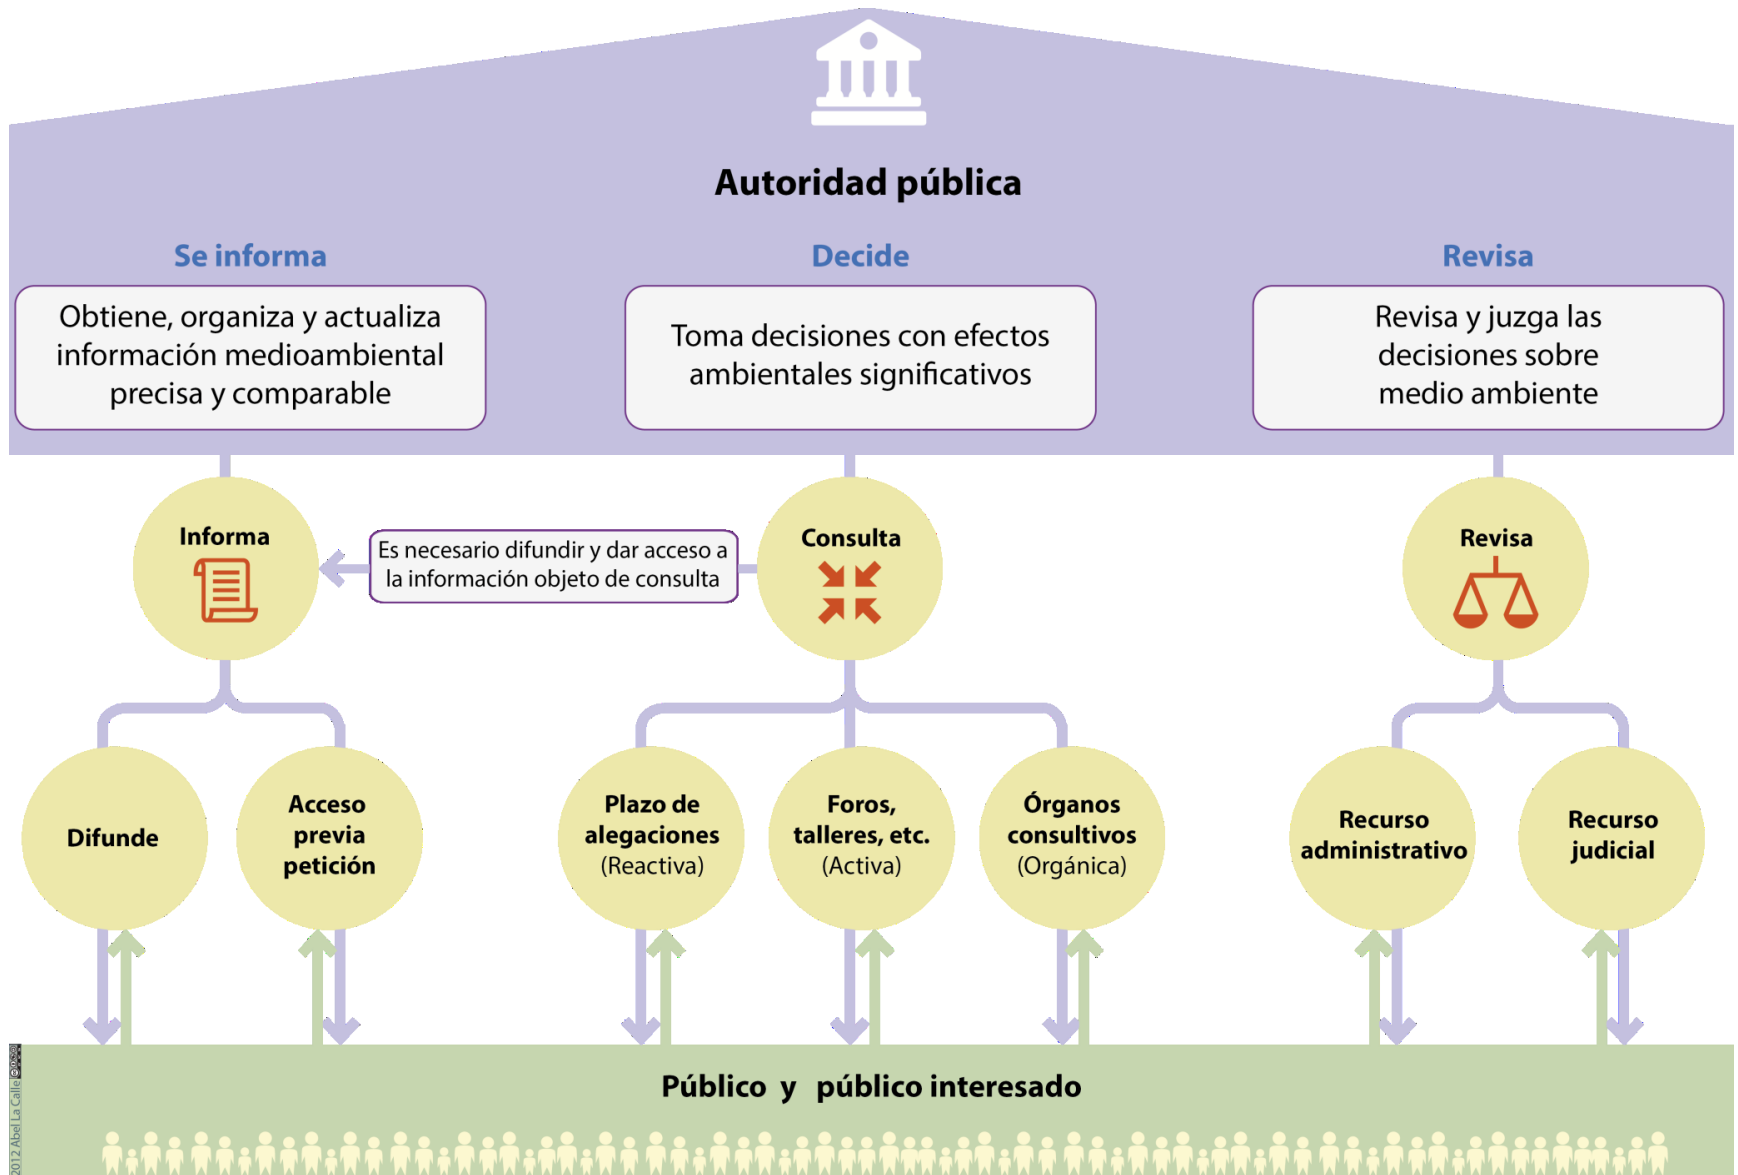 Autoridad pública
Se informa
Obtiene, organiza y actualiza
información medioambiental
precisa y comparable
Decide
Toma decisiones con efectos
ambientales significativos
Revisa
Revisa y juzga las
decisiones sobre
medio ambiente
Informa
Es necesario difundir y dar acceso a
la información objeto de consulta
Consulta
Revisa
Difunde
Acceso
previa
petición
Plazo de
alegaciones
(Reactiva)
Foros,
talleres, etc.
(Activa)
Órganos
consultivos
(Orgánica)
Recurso
administrativo
Recurso
judicial
Público y público interesado
2012 Abel La Calle